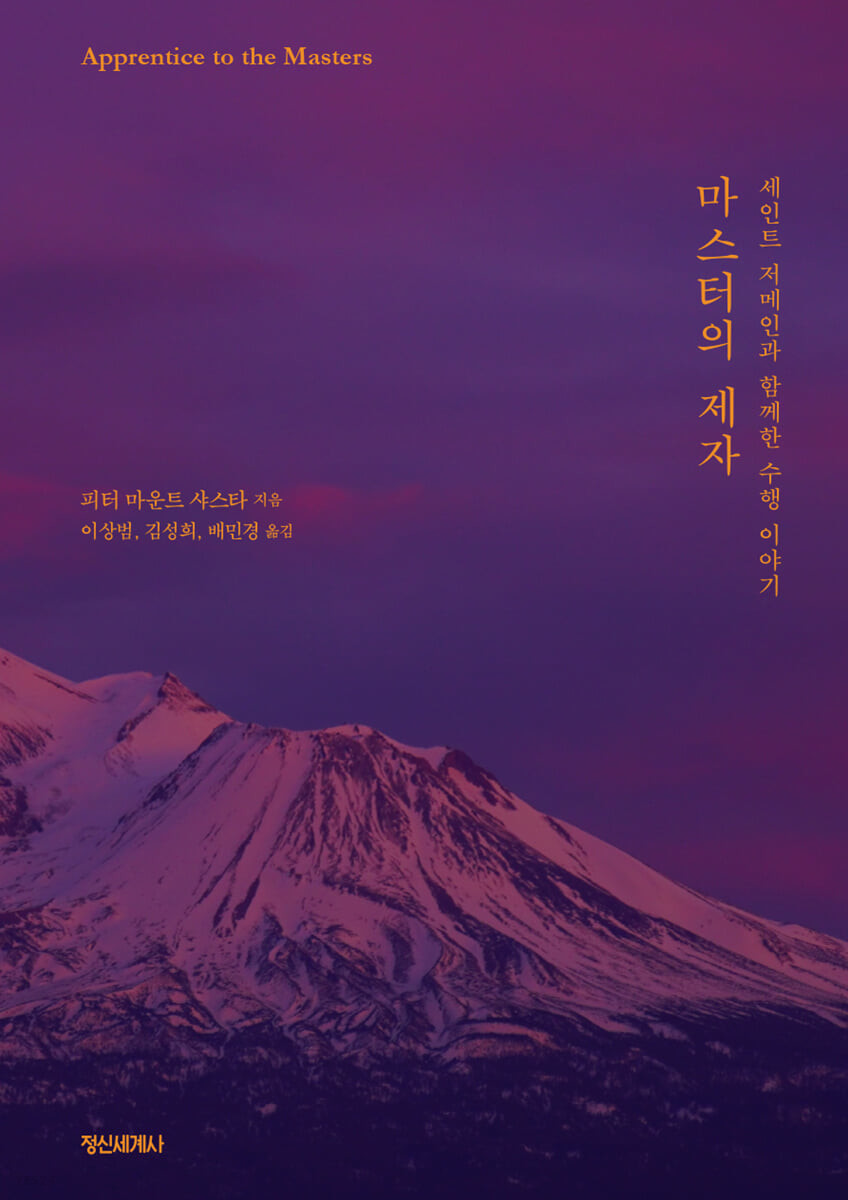 Apprentice to the Masters
세인트 저메인과 함께한 수행 이야기
마스터의 제자
피터 마운트 샤스타 지음
이상범, 김성희, 배민경 옮김
정신세계사